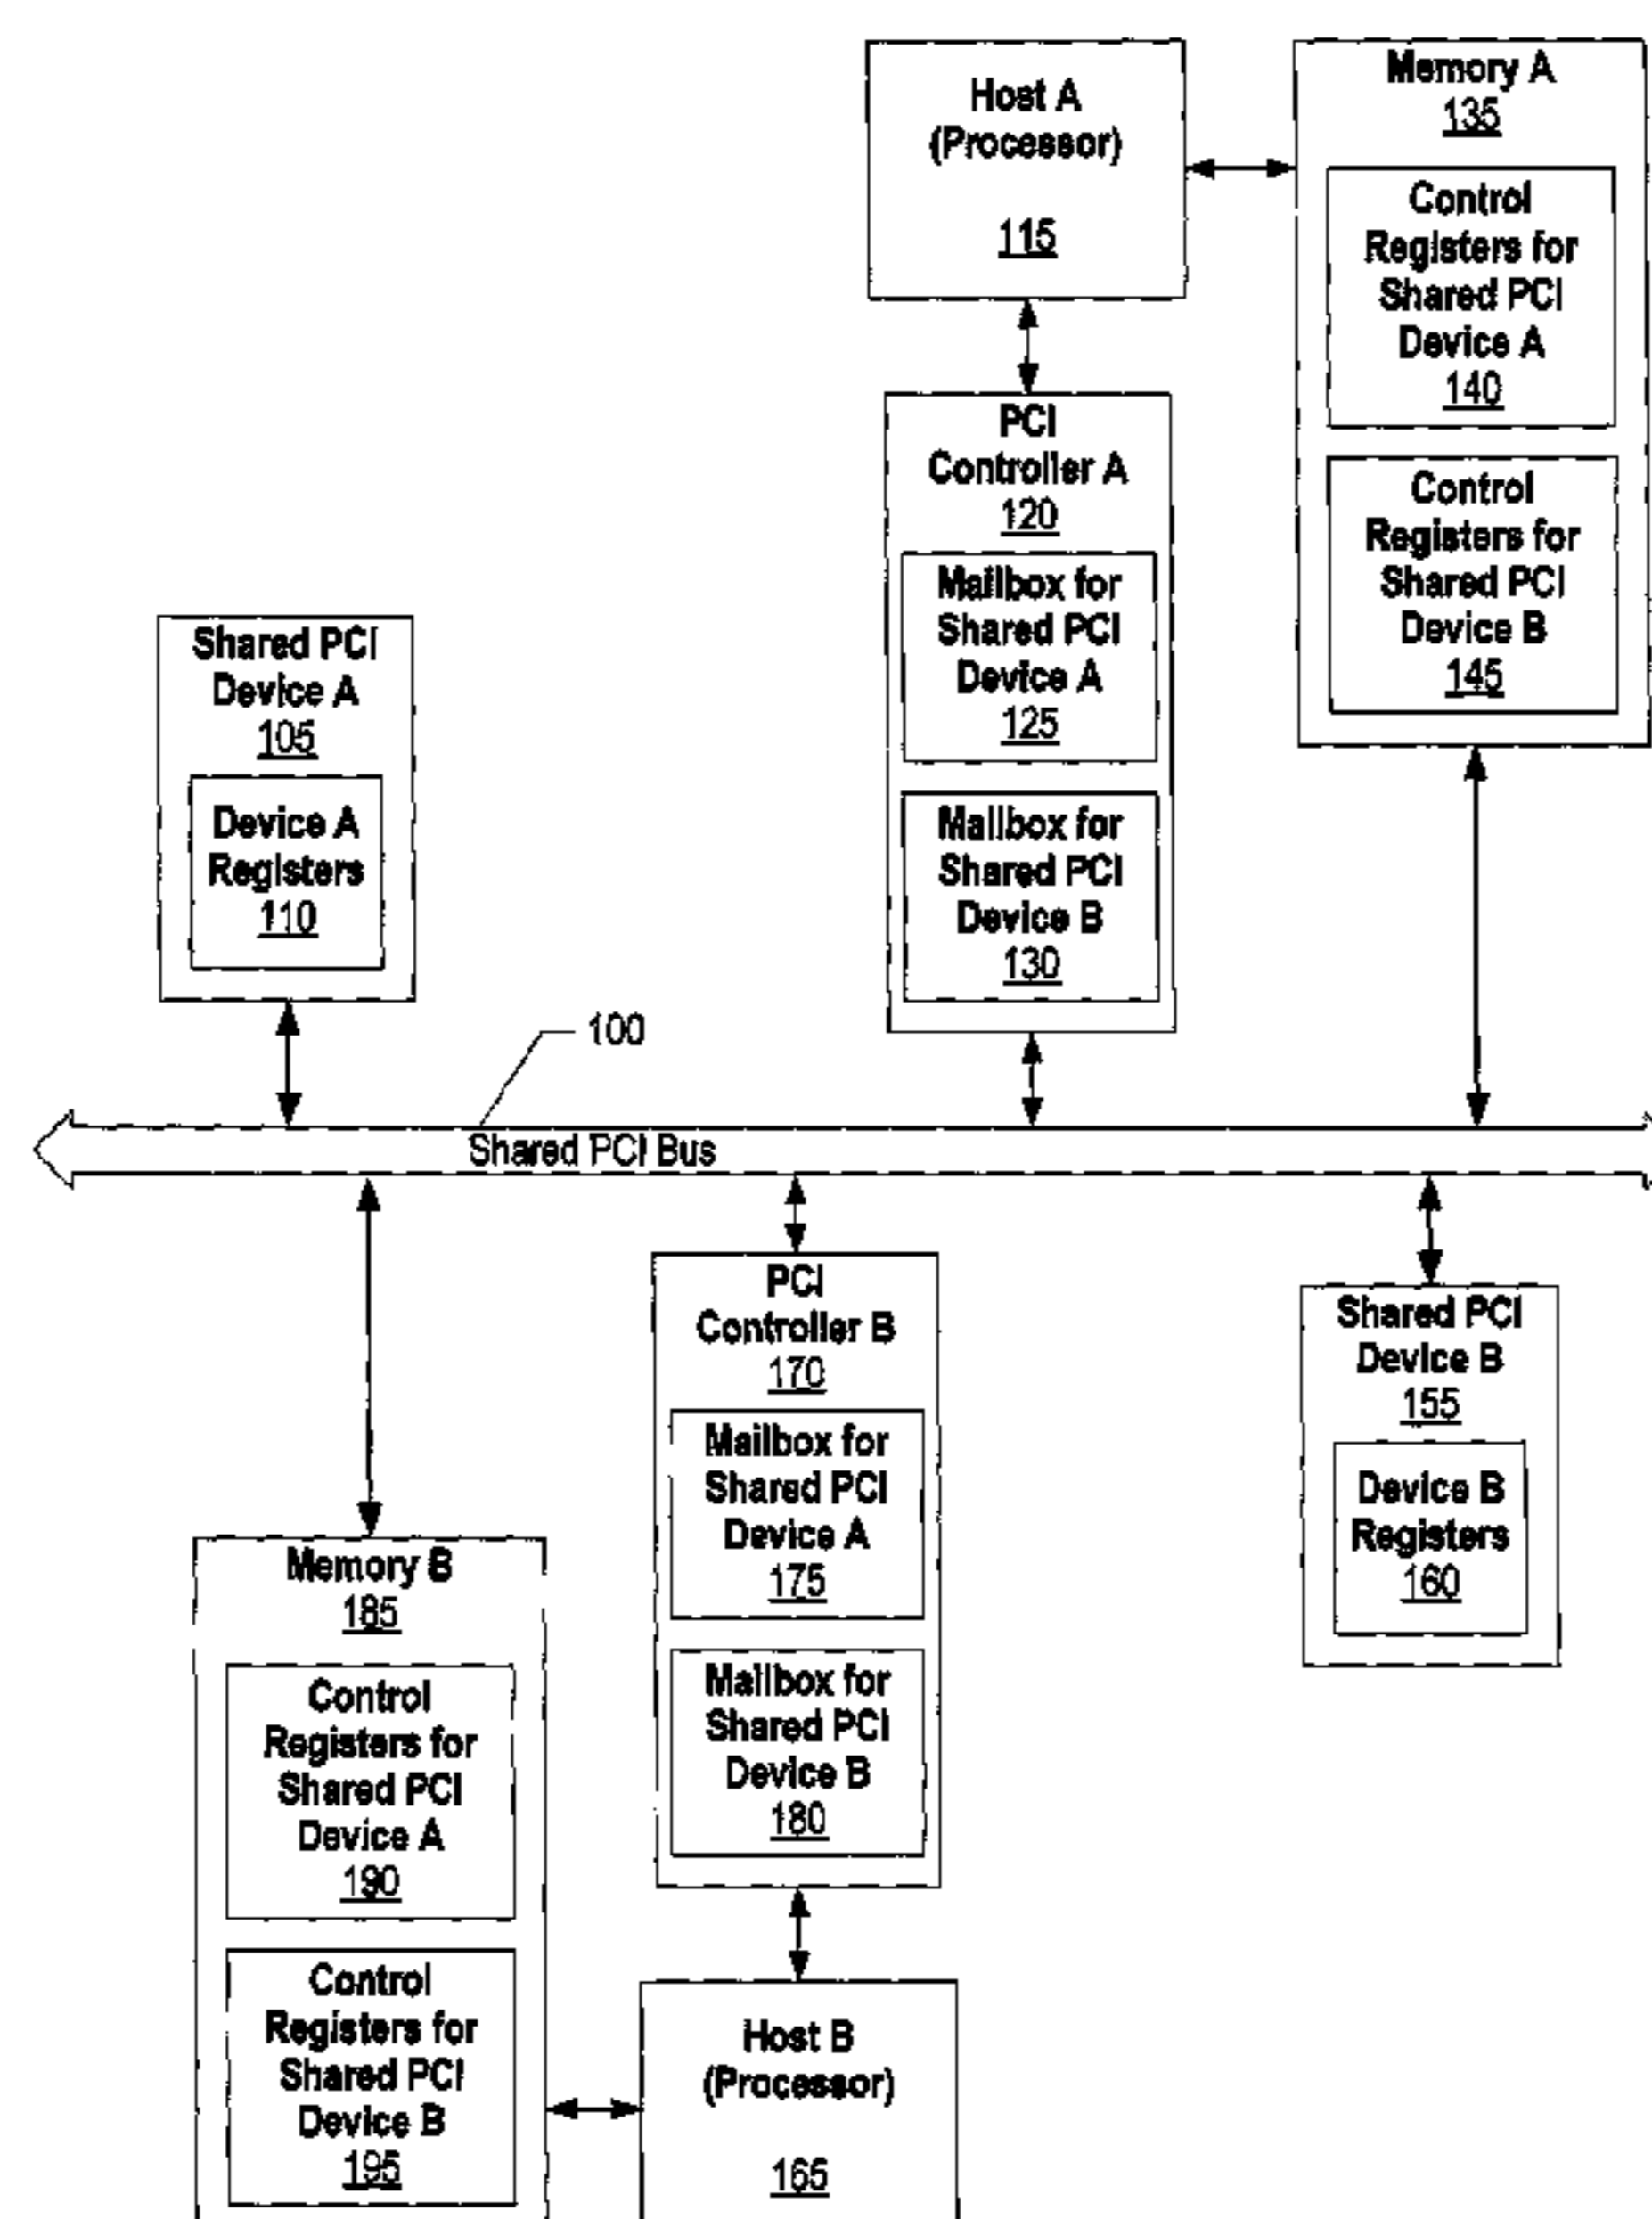 Host A
(Processor)
115
Memory A
135
Control
Registers for
Shared PCI
Device A
140
Control
Registers for
Shared PCI
Device B
145
PCI
Controller A
120
Mailbox for
Shared PCI
Device A
125
Mailbox for
Shared PCI
Device B
130
Shared PCI
Device A
105
Device A
Registers
110
100
Shared PCI Bus
PCI
Controller B
170
Mailbox for
Shared PCI
Device A
175
Mailbox for
Shared PCI
Device B
180
Shared PCI
Device B
155
Device B
Registers
160
Memory B
185
Control
Registers for
Shared PCI
Device A
190
Control
Registers for
Shared PCI
Device B
195
Host B
(Processor)
165